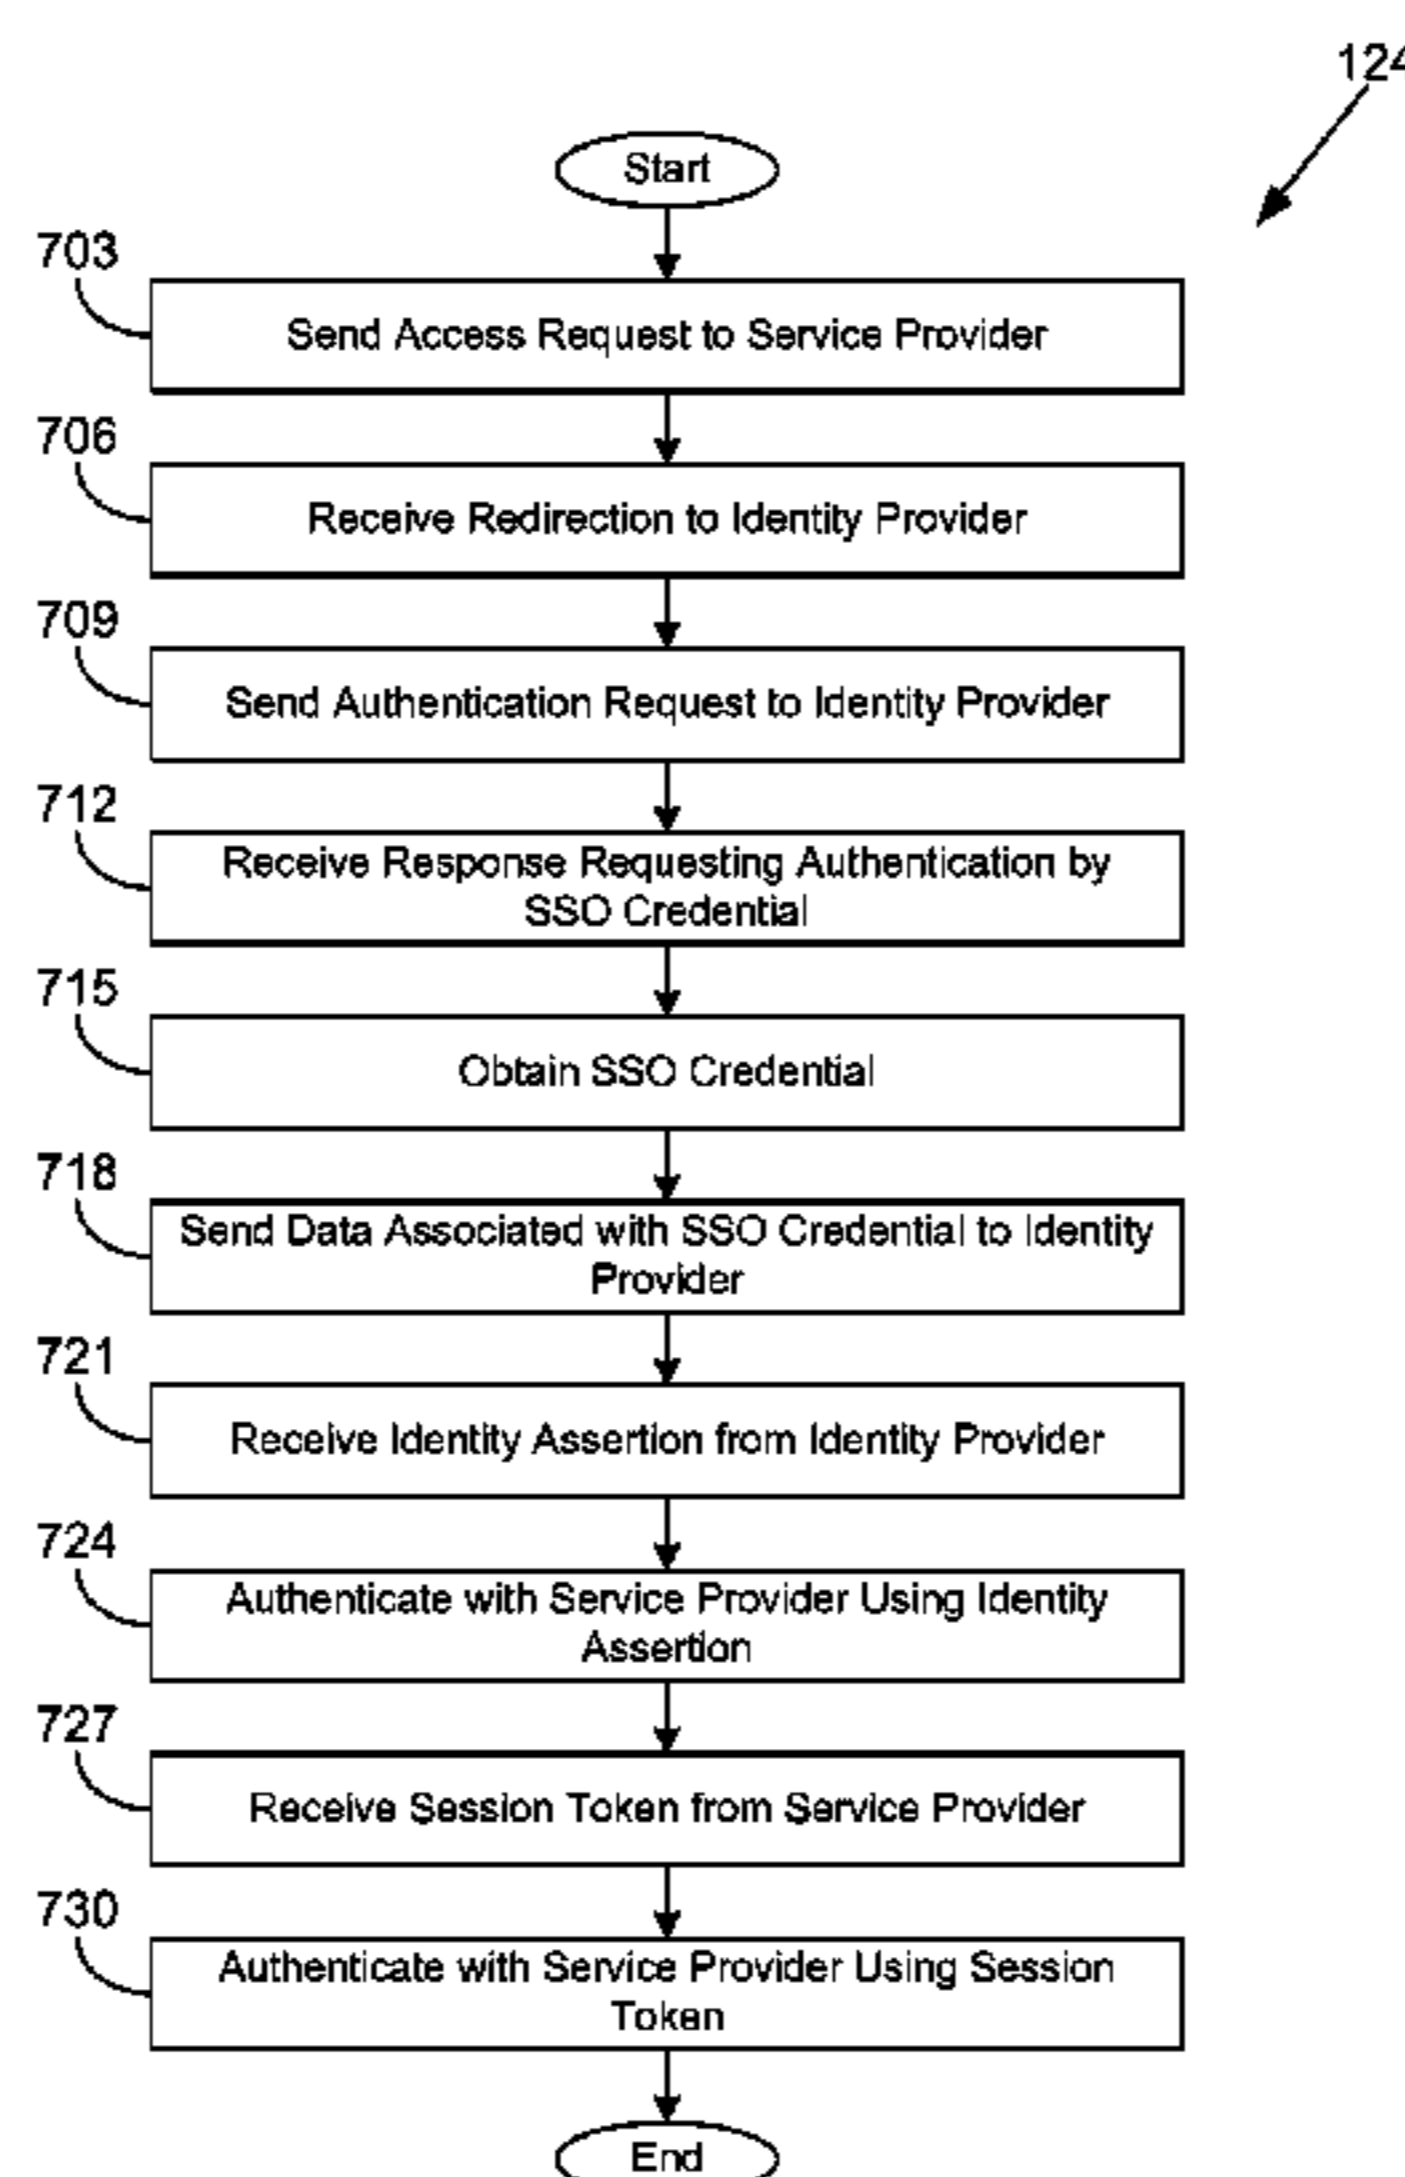 124
Start
703
Send Access Request to Service Provider
706
Receive Redirection to Identity Provider
709
Send Authentication Request to Identity Provider
712
Receive Response Requesting Authentication by
SSO Credential
715
Obtain SSO Credential
718
Send Data Associated with SSO Credential to Identity
Provider
721
Receive Identity Assertion from Identity Provider
724
Authenticate with Service Provider Using Identity
Assertion
727
Receive Session Token from Service Provider
730
Authenticate with Service Provider Using Session
Token
End